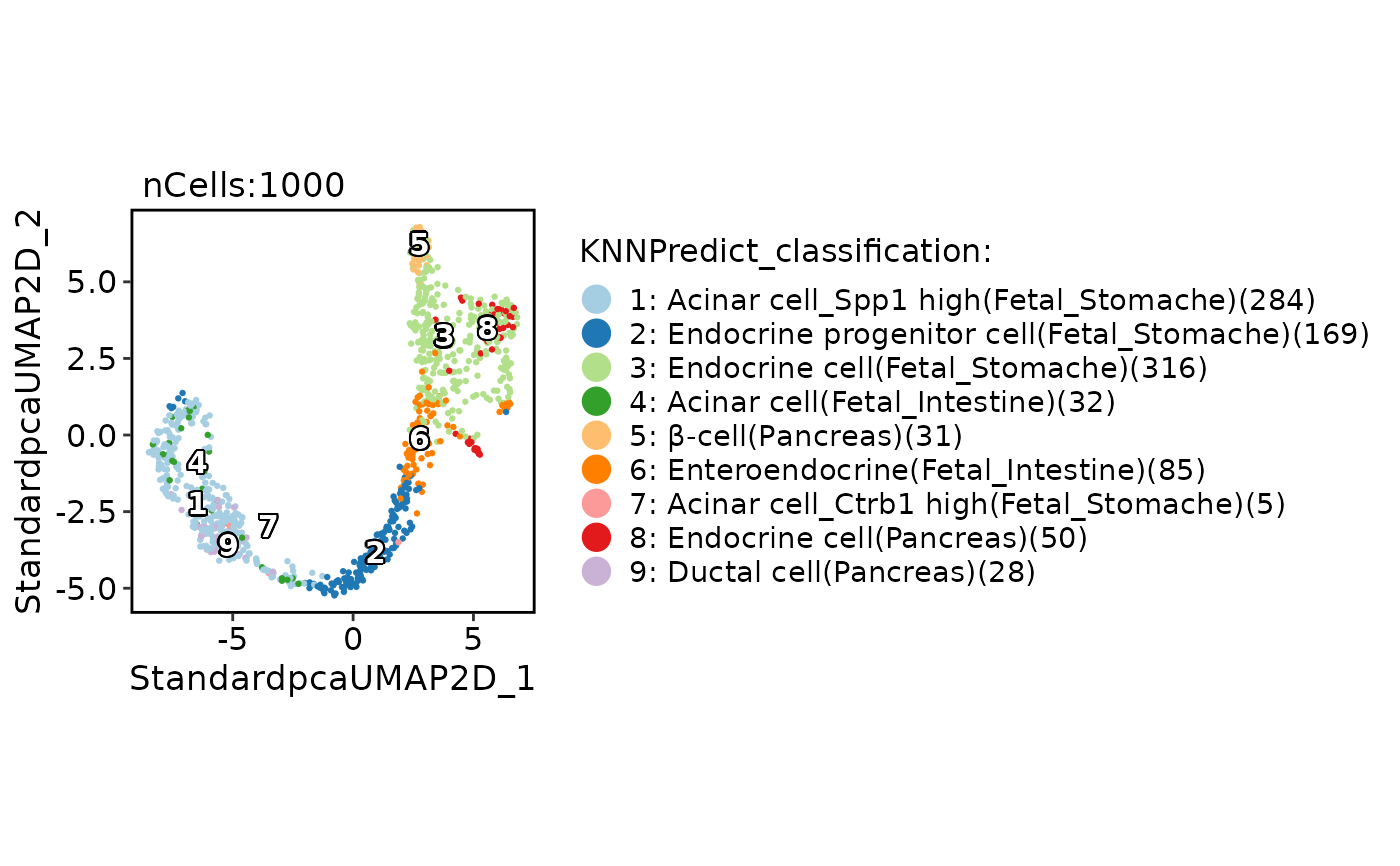 nCells:1000
StandardpcaUMAP2D_2
5.0
2.5
0.0
-2.5
-5.0
5
3
8
6
4
1
7
9
2
-5
0
5
StandardpcaUMAP2D_1
KNNPredict_classification:
1: Acinar cell_Spp1 high(Fetal_Stomache)(284)
2: Endocrine progenitor cell(Fetal_Stomache)(169)
3: Endocrine cell(Fetal_Stomache)(316)
4: Acinar cell(Fetal_Intestine)(32)
5: β-cell(Pancreas)(31)
6: Enteroendocrine(Fetal_Intestine)(85)
7: Acinar cell_Ctrb1 high(Fetal_Stomache)(5)
8: Endocrine cell(Pancreas)(50)
9: Ductal cell(Pancreas)(28)